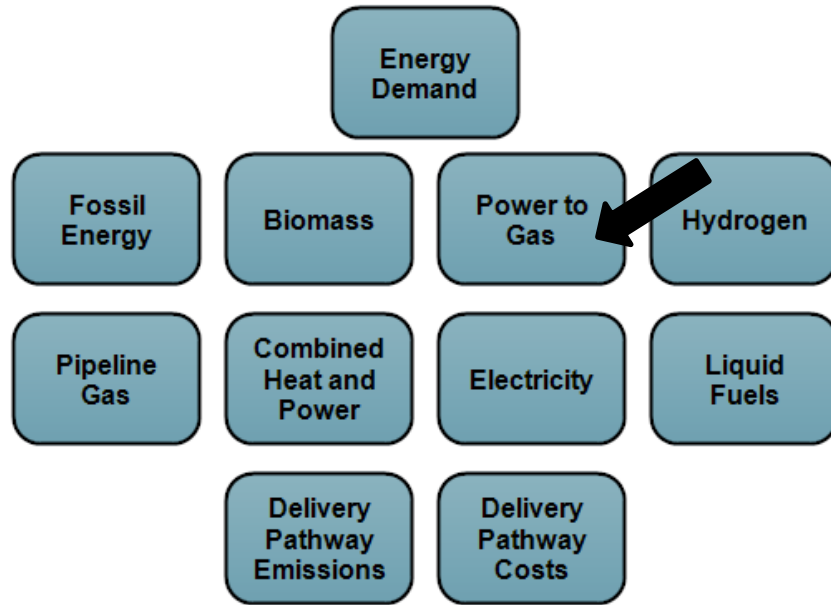 Energy
Demand
Fossil
Energy
Biomass
Power to
Gas
Hydrogen
Pipeline
Gas
Combined
Heat and
Power
Electricity
Liquid
Fuels
Delivery
Pathway
Emissions
Delivery
Pathway
Costs